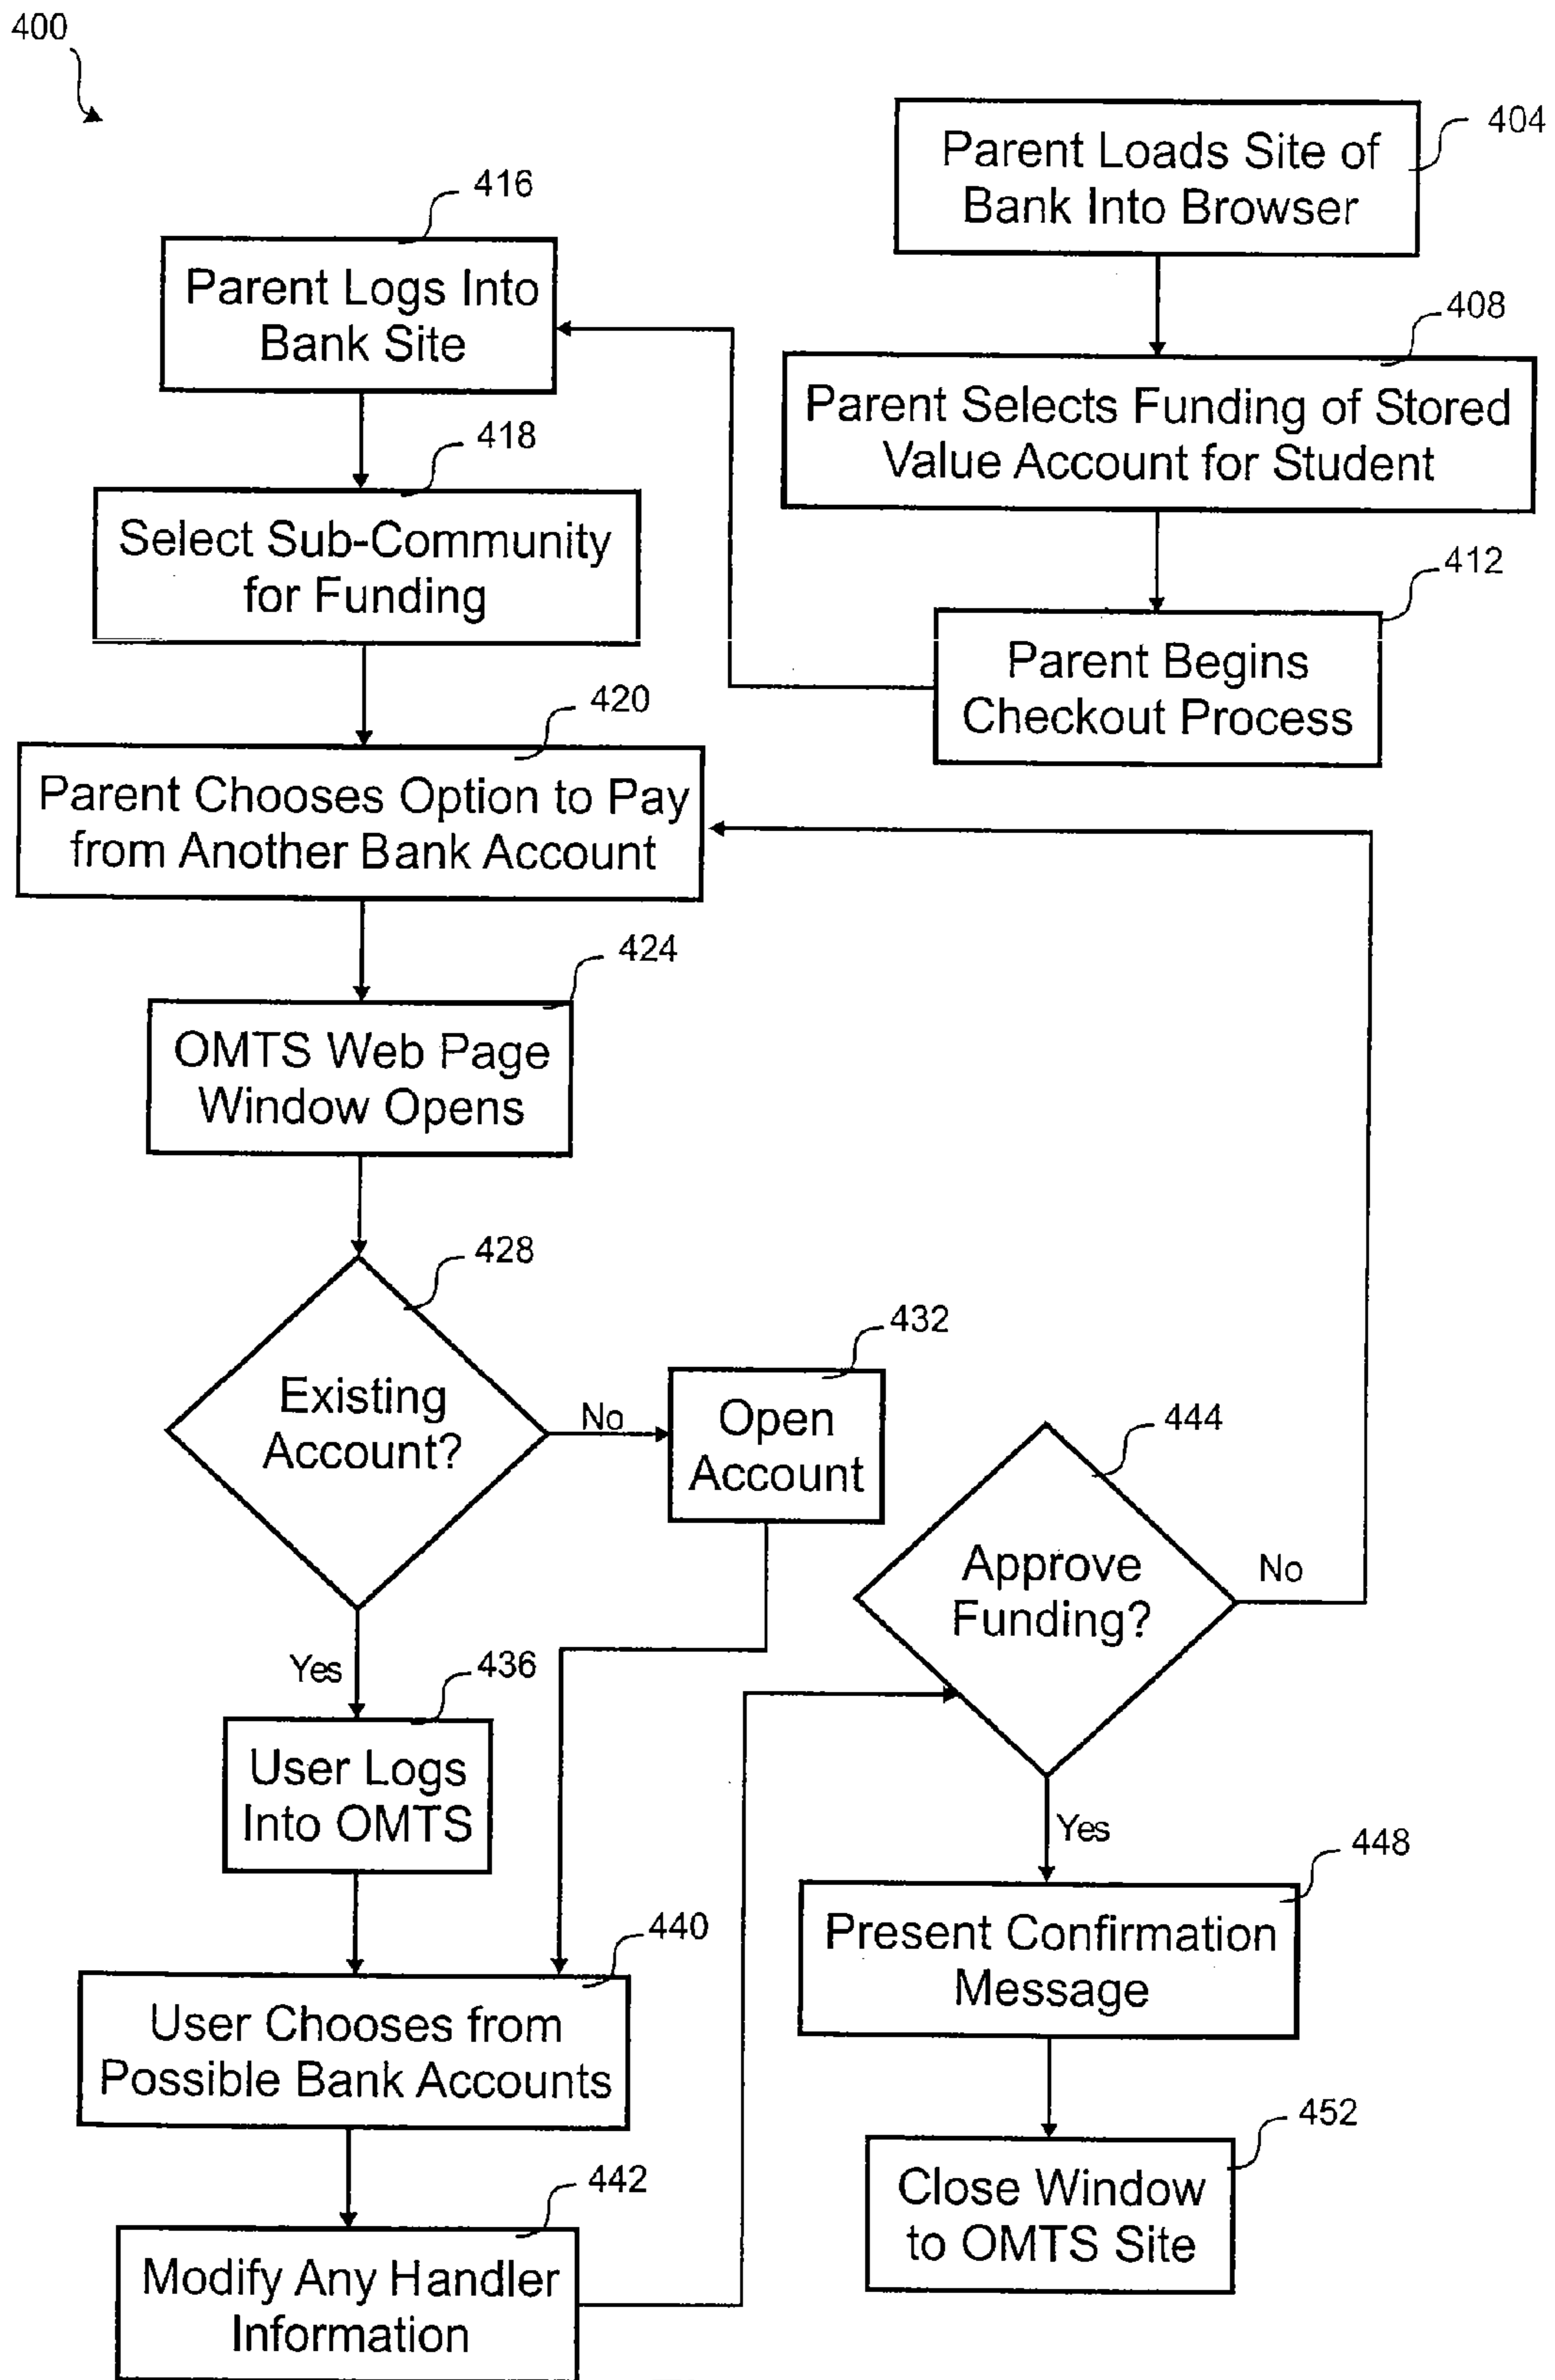 400
404
Parent Loads Site of
Bank Into Browser
408
Parent Selects Funding of Stored
Value Account for Student
412
Parent Begins
Checkout Process
416
Parent Logs Into
Bank Site
418
Select Sub-Community
for Funding
420
Parent Chooses Option to Pay
from Another Bank Account
424
OMTS Web Page
Window Opens
428
Existing
Account?
No
432
Open
Account
Yes
436
User Logs
Into OMTS
440
User Chooses from
Possible Bank Accounts
442
Modify Any Handler
Information
444
Approve
Funding?
No
Yes
448
Present Confirmation
Message
452
Close Window
to OMTS Site